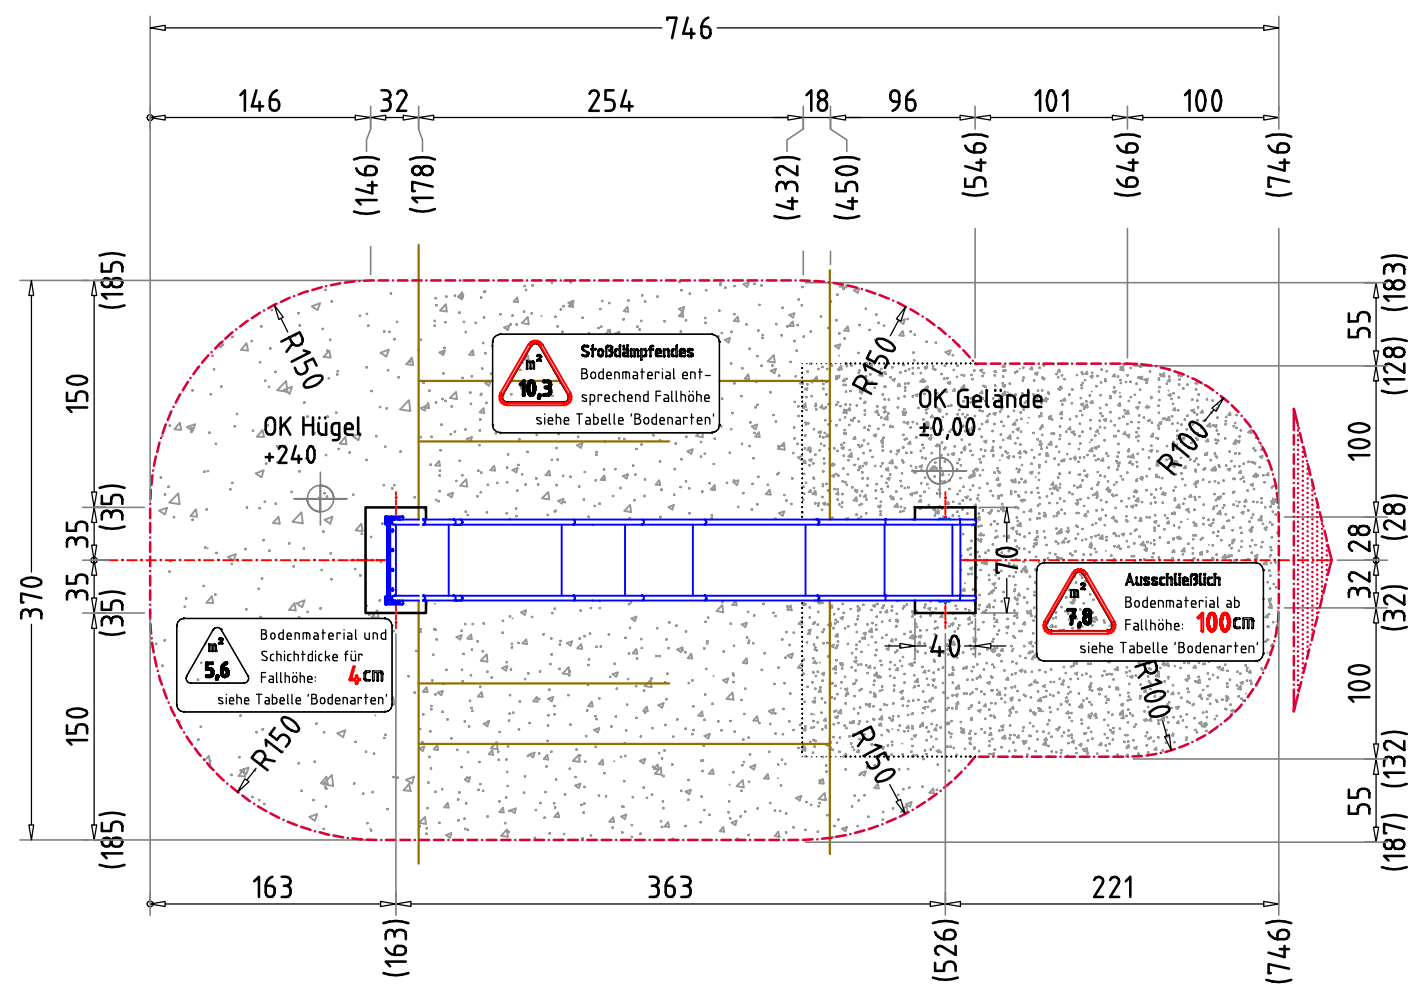 746
146
32
254
18
96
101
100
(146)
(178)
(432)
(450)
(546)
(646)
(746)
(185)
(183)
55
(128)
150
R150
R150
R100
100
Stoßdämpfendes
m²
Bodenmaterial ent-
10,3
sprechend Fallhöhe
siehe Tabelle 'Bodenarten'
OK Hügel
+240
OK Gelände
±0,00
(35)
35
370
35
(35)
(28)
28
32
(32)
70
40
m²
Ausschließlich
Bodenmaterial ab
7,8
Fallhöhe: 100cm
siehe Tabelle 'Bodenarten'
m²
Bodenmaterial und
5,6
Schichtdicke für
Fallhöhe: 4cm
siehe Tabelle 'Bodenarten'
150
R150
R150
R100
100
(132)
55
(185)
(187)
163
363
221
(163)
(526)
(746)